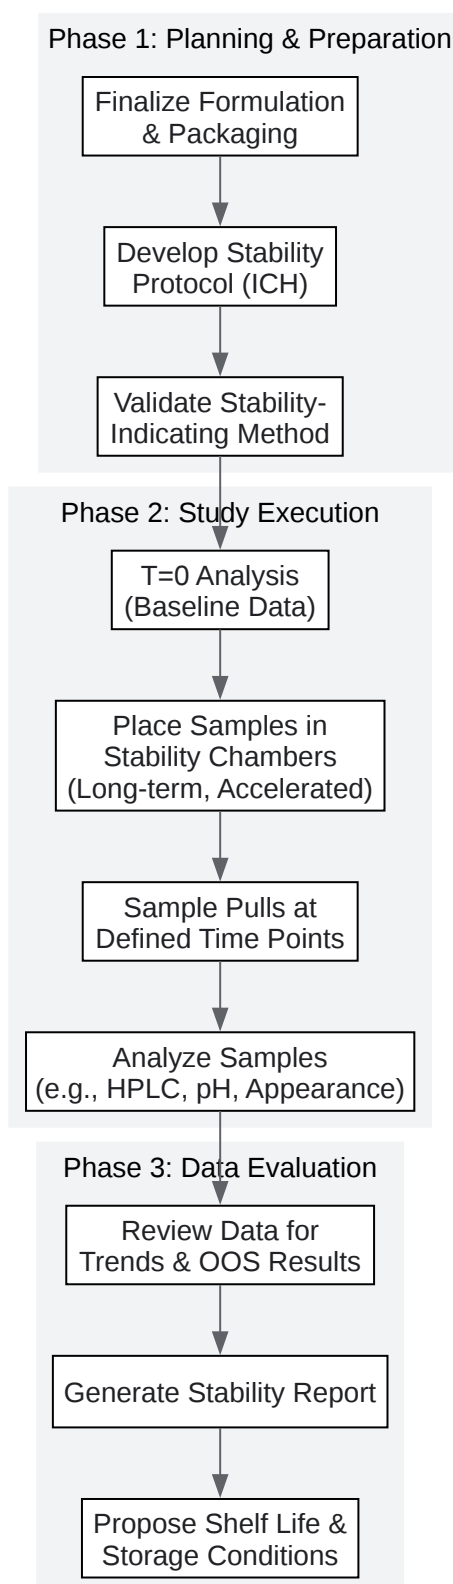 Phase 1: Planning & Preparation
Finalize Formulation
& Packaging
Develop Stability
Protocol (ICH)
Validate Stability-
Indicating Method
Phase 2: Study Execution
T=0 Analysis
(Baseline Data)
Place Samples in
Stability Chambers
(Long-term, Accelerated)
Sample Pulls at
Defined Time Points
Analyze Samples
(e.g., HPLC, pH, Appearance)
Phase 3: Data Evaluation
Review Data for
Trends & OOS Results
Generate Stability Report
Propose Shelf Life &
Storage Conditions